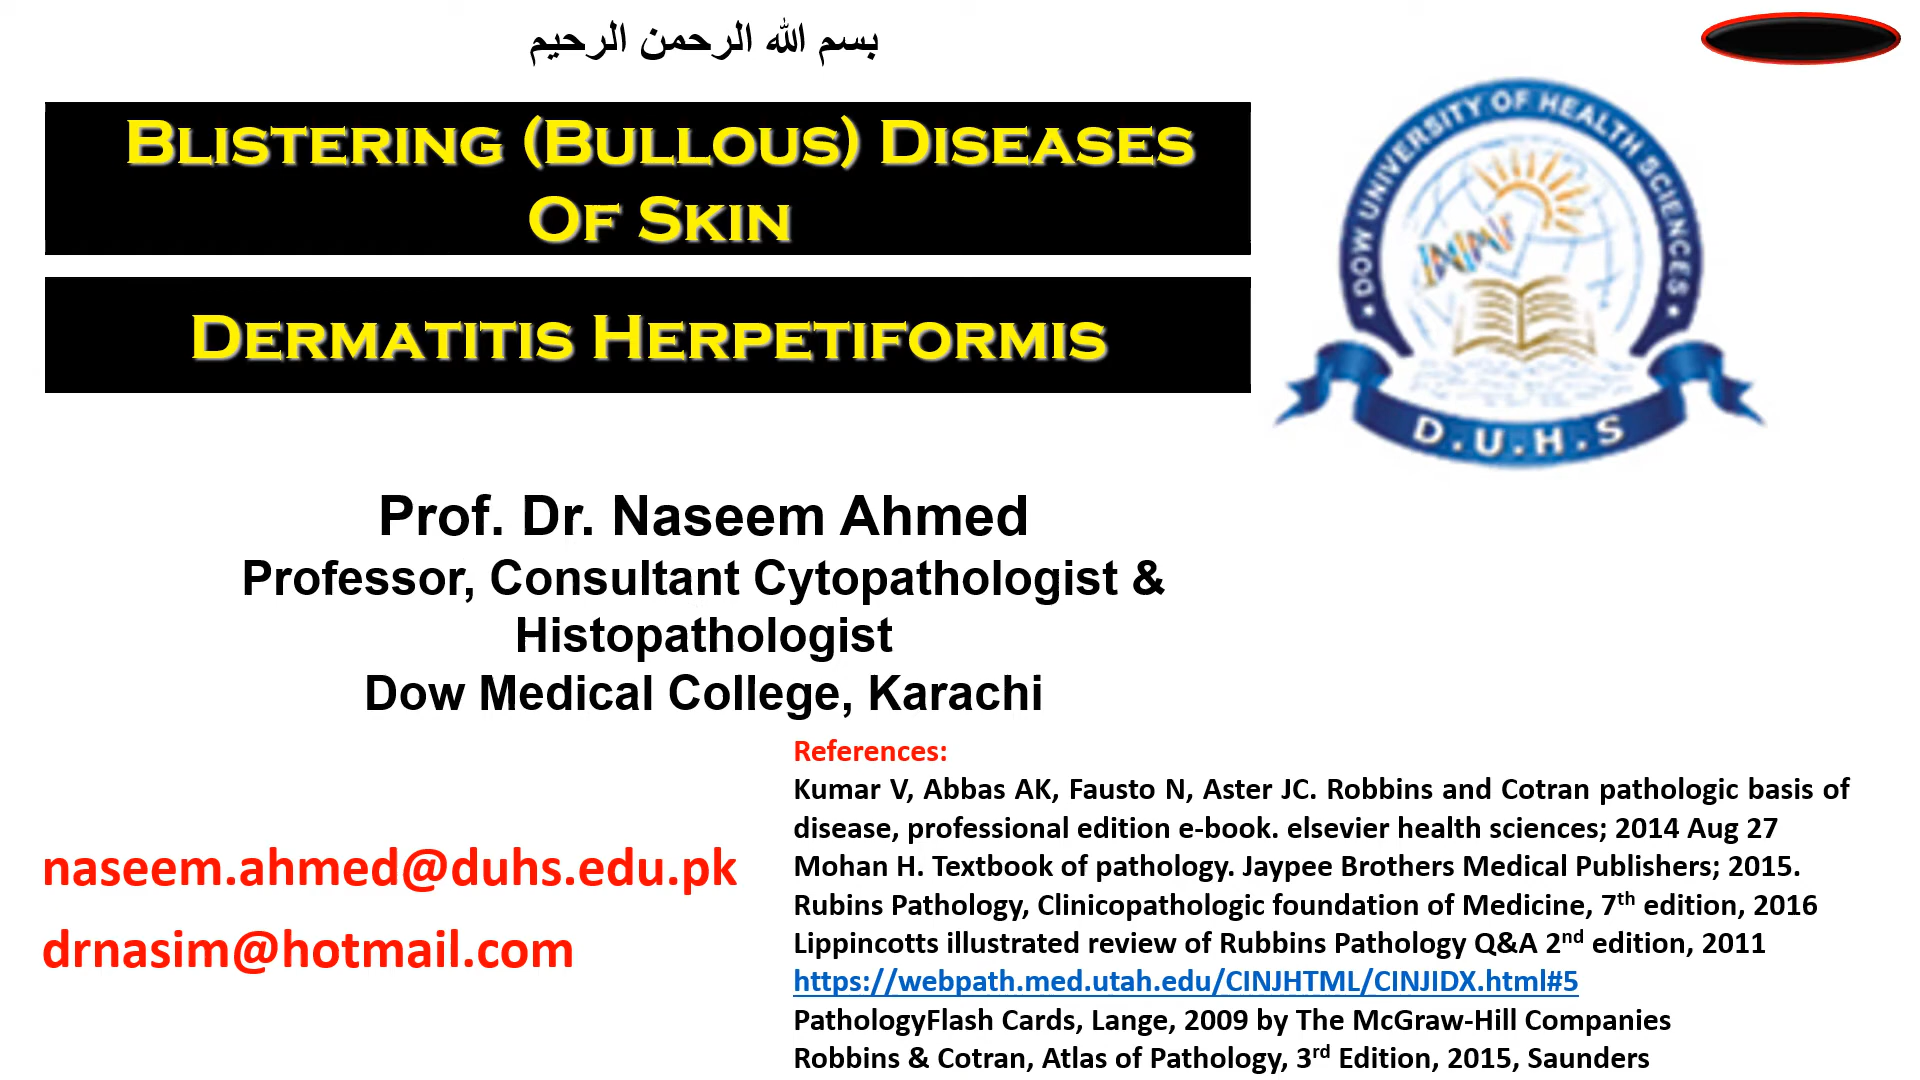 بسم الله الرحمن الرحيم
BLISTERING (BULLOUS) DISEASES
OF SKIN
DERMATITIS HERPETIFORMIS
• DOW UNIVERSITY OF HEALTH SCIENCES •
D.U.H.S
Prof. Dr. Naseem Ahmed
Professor, Consultant Cytopathologist &
Histopathologist
Dow Medical College, Karachi
naseem.ahmed@duhs.edu.pk
drnasim@hotmail.com
References:
Kumar V, Abbas AK, Fausto N, Aster JC. Robbins and Cotran pathologic basis of
disease, professional edition e-book. elsevier health sciences; 2014 Aug 27
Mohan H. Textbook of pathology. Jaypee Brothers Medical Publishers; 2015.
Rubins Pathology, Clinicopathologic foundation of Medicine, 7th edition, 2016
Lippincotts illustrated review of Rubbins Pathology Q&A 2nd edition, 2011
https://webpath.med.utah.edu/CINJHTML/CINJIDX.html#5
PathologyFlash Cards, Lange, 2009 by The McGraw-Hill Companies
Robbins & Cotran, Atlas of Pathology, 3rd Edition, 2015, Saunders